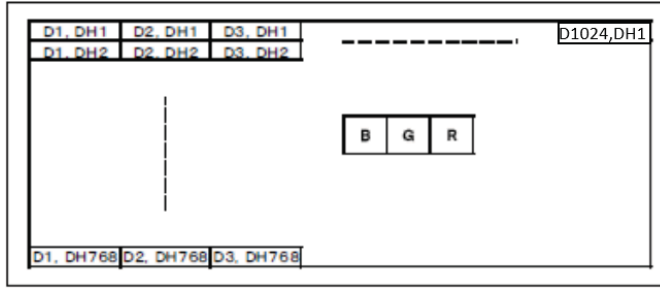 D1, DH1 D2, DH1 D3, DH1 D1024,DH1
D1, DH2 D2, DH2 D3, DH2
B G R
D1, DH768 D2, DH768 D3, DH768